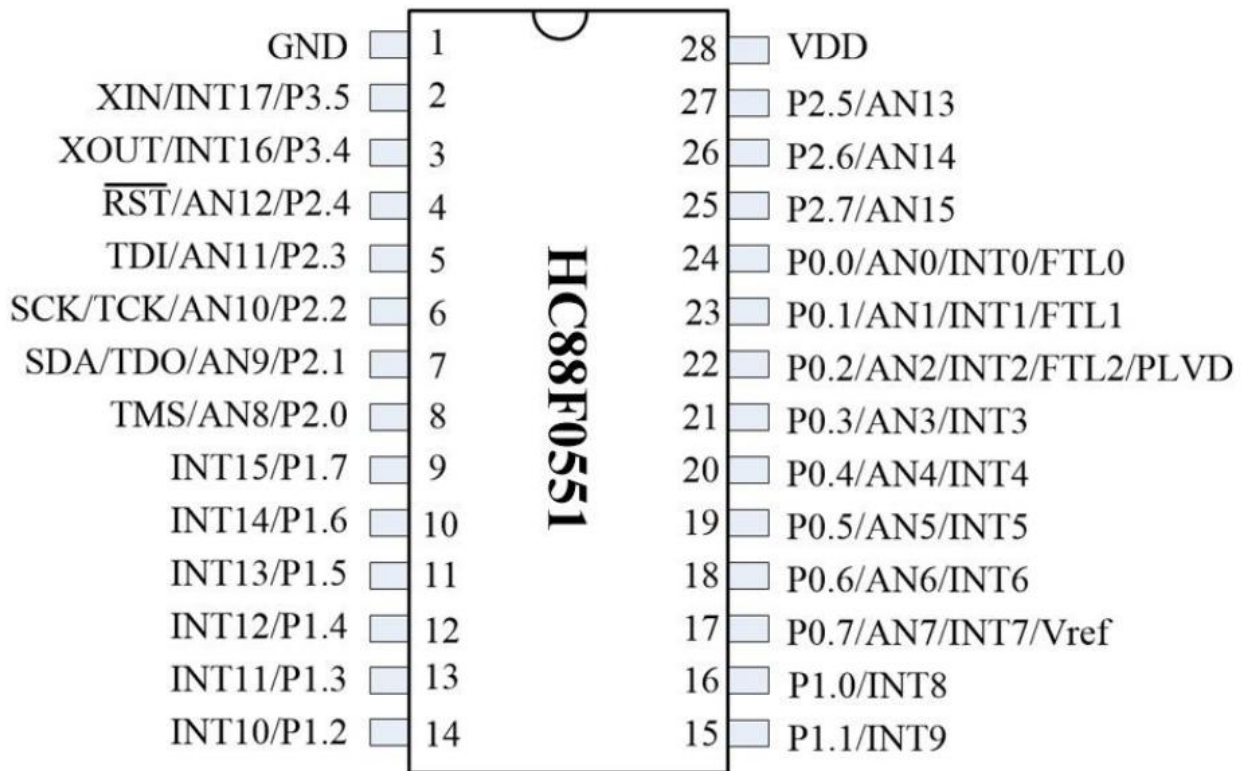 GND 1 28 VDD
XIN/INT17/P3.5 2 27 P2.5/AN13
XOUT/INT16/P3.4 3 26 P2.6/AN14
RST/AN12/P2.4 4 25 P2.7/AN15
TDI/AN11/P2.3 5 24 P0.0/AN0/INT0/FTL0
SCK/TCK/AN10/P2.2 6 23 P0.1/AN1/INT1/FTL1
SDA/TDO/AN9/P2.1 7 22 P0.2/AN2/INT2/FTL2/PLVD
TMS/AN8/P2.0 8 21 P0.3/AN3/INT3
INT15/P1.7 9 20 P0.4/AN4/INT4
INT14/P1.6 10 19 P0.5/AN5/INT5
INT13/P1.5 11 18 P0.6/AN6/INT6
INT12/P1.4 12 17 P0.7/AN7/INT7/Vref
INT11/P1.3 13 16 P1.0/INT8
INT10/P1.2 14 15 P1.1/INT9
HC88F0551